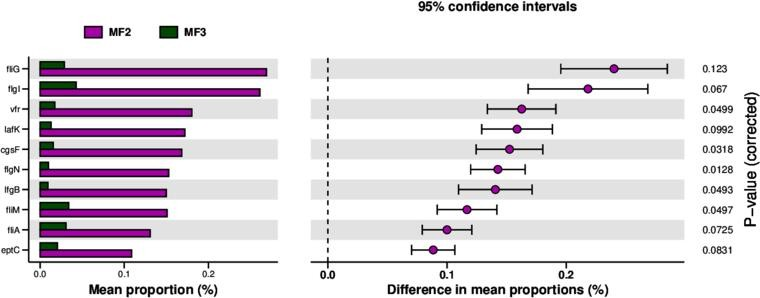 95% confidence intervals
MF2 MF3
fliG 0.123
flgI 0.067
vfr 0.0499
lafK 0.0992
cgsF 0.0318
flgN 0.0128
lfgB 0.0493
fliM 0.0497
fliA 0.0725
eptC 0.0831
P-value (corrected)
0.0 0.1 0.2 0.0 0.1 0.2
Mean proportion (%) Difference in mean proportions (%)